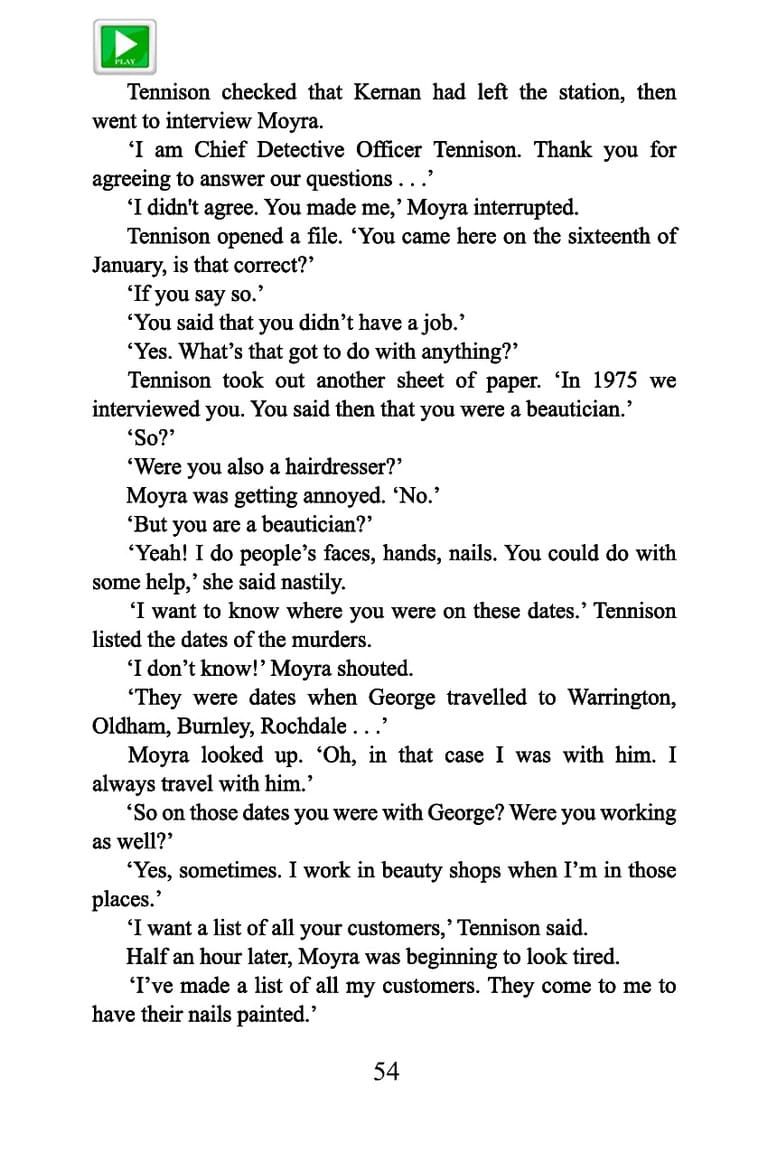 PLAY
Tennison checked that Kernan had left the station, then
went to interview Moyra.
‘I am Chief Detective Officer Tennison. Thank you for
agreeing to answer our questions . . .’
‘I didn't agree. You made me,’ Moyra interrupted.
Tennison opened a file. ‘You came here on the sixteenth of
January, is that correct?’
‘If you say so.’
‘You said that you didn’t have a job.’
‘Yes. What’s that got to do with anything?’
Tennison took out another sheet of paper. ‘In 1975 we
interviewed you. You said then that you were a beautician.’
‘So?’
‘Were you also a hairdresser?’
Moyra was getting annoyed. ‘No.’
‘But you are a beautician?’
‘Yeah! I do people’s faces, hands, nails. You could do with
some help,’ she said nastily.
‘I want to know where you were on these dates.’ Tennison
listed the dates of the murders.
‘I don’t know!’ Moyra shouted.
‘They were dates when George travelled to Warrington,
Oldham, Burnley, Rochdale . . .’
Moyra looked up. ‘Oh, in that case I was with him. I
always travel with him.’
‘So on those dates you were with George? Were you working
as well?’
‘Yes, sometimes. I work in beauty shops when I’m in those
places.’
‘I want a list of all your customers,’ Tennison said.
Half an hour later, Moyra was beginning to look tired.
‘I’ve made a list of all my customers. They come to me to
have their nails painted.’
54